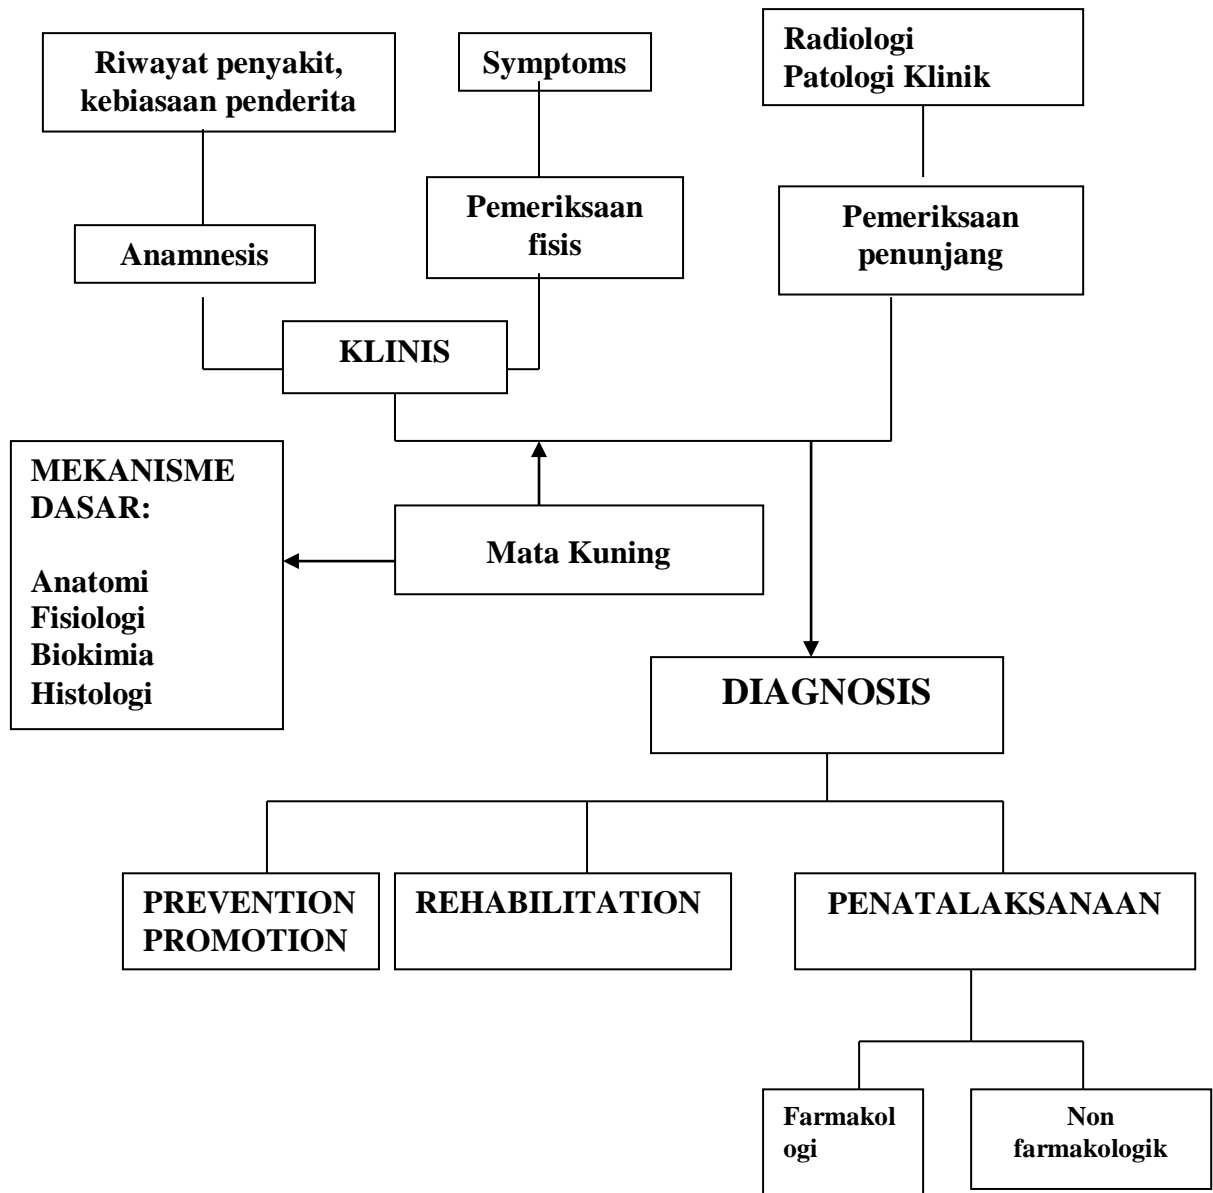 Riwayat penyakit,
kebiasaan penderita
Symptoms
Radiologi
Patologi Klinik
Anamnesis
Pemeriksaan
fisis
Pemeriksaan
penunjang
KLINIS
MEKANISME
DASAR:
Anatomi
Fisiologi
Biokimia
Histologi
Mata Kuning
DIAGNOSIS
PREVENTION
PROMOTION
REHABILITATION
PENATALAKSANAAN
Farmakol
ogi
Non
farmakologik